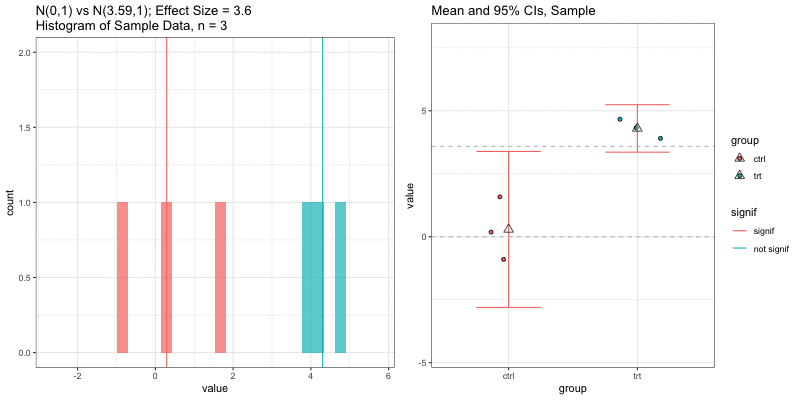 N(0,1) vs N(3.59,1); Effect Size = 3.6
Histogram of Sample Data, n = 3
2.0
1.5
1.0
0.5
0.0
count
-2
0
2
4
6
value
Mean and 95% CIs, Sample
5
0
-5
value
ctrl
trt
group
group
ctrl
trt
signif
signif
not signif